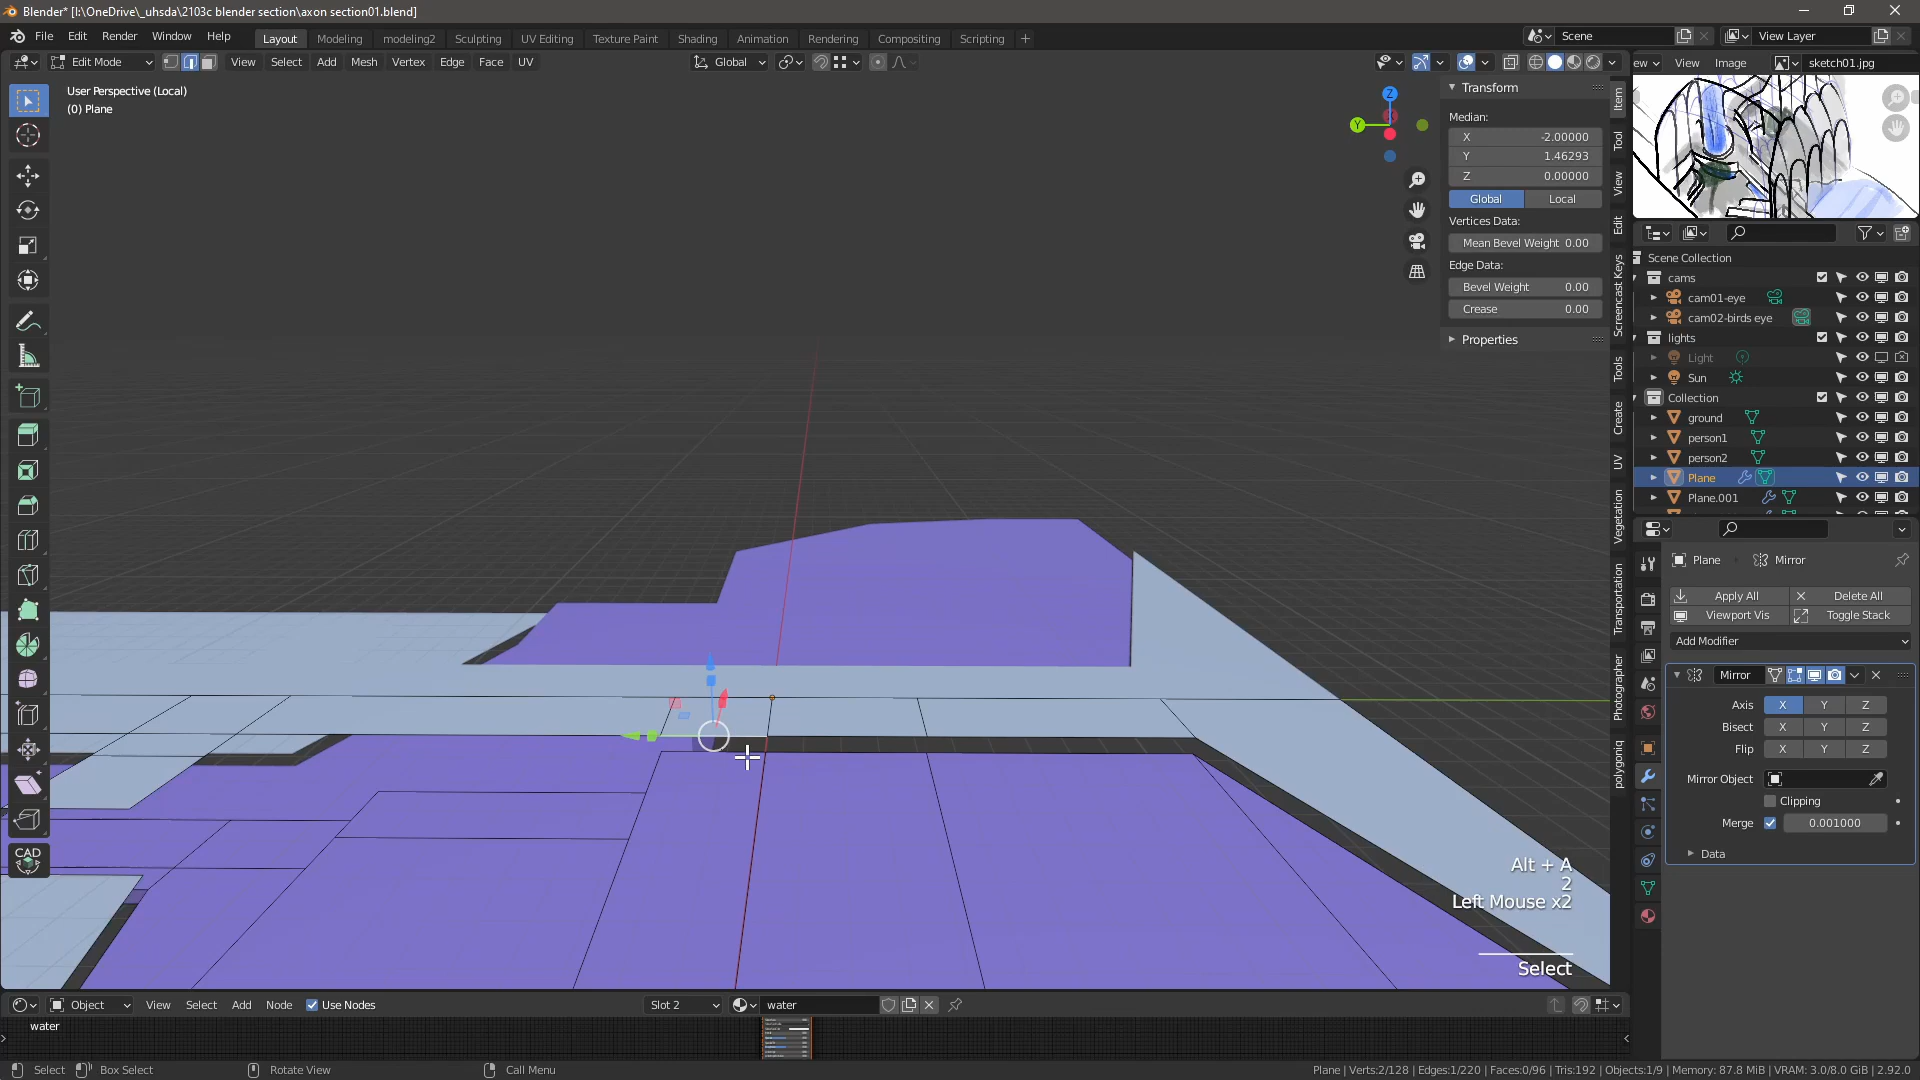 Blender* [I:\OneDrive\_uhsda\2103c blender section\axon section01.blend]
File Edit Render Window Help
Layout Modeling modeling2 Sculpting UV Editing Texture Paint Shading Animation Rendering Compositing Scripting +
Scene View Layer
Edit Mode View Select Add Mesh Vertex Edge Face UV
Global
ew View Image sketch01.jpg
User Perspective (Local)
(0) Plane
Z
Y
Transform
Median:
X -2.00000
Y 1.46293
Z 0.00000
Global Local
Vertices Data:
Mean Bevel Weight 0.00
Edge Data:
Bevel Weight 0.00
Crease 0.00
Properties
Item
Tool
View
Edit
Screencast Keys
Tools
Create
UV
Vegetation
Transportation
Photographer
polygoniq
Scene Collection
cams
cam01-eye
cam02-birds eye
lights
Light
Sun
Collection
ground
person1
person2
Plane
Plane.001
Plane Mirror
Apply All Delete All
Viewport Vis Toggle Stack
Add Modifier
Mirror
Axis X Y Z
Bisect X Y Z
Flip X Y Z
Mirror Object
Clipping
Merge 0.001000
Data
CAD
Alt + A
2
Left Mouse x2
Select
Object View Select Add Node Use Nodes Slot 2 water
water
Select Box Select Rotate View Call Menu
Plane | Verts:2/128 | Edges:1/220 | Faces:0/96 | Tris:192 | Objects:1/9 | Memory: 87.8 MiB | VRAM: 3.0/8.0 GiB | 2.92.0